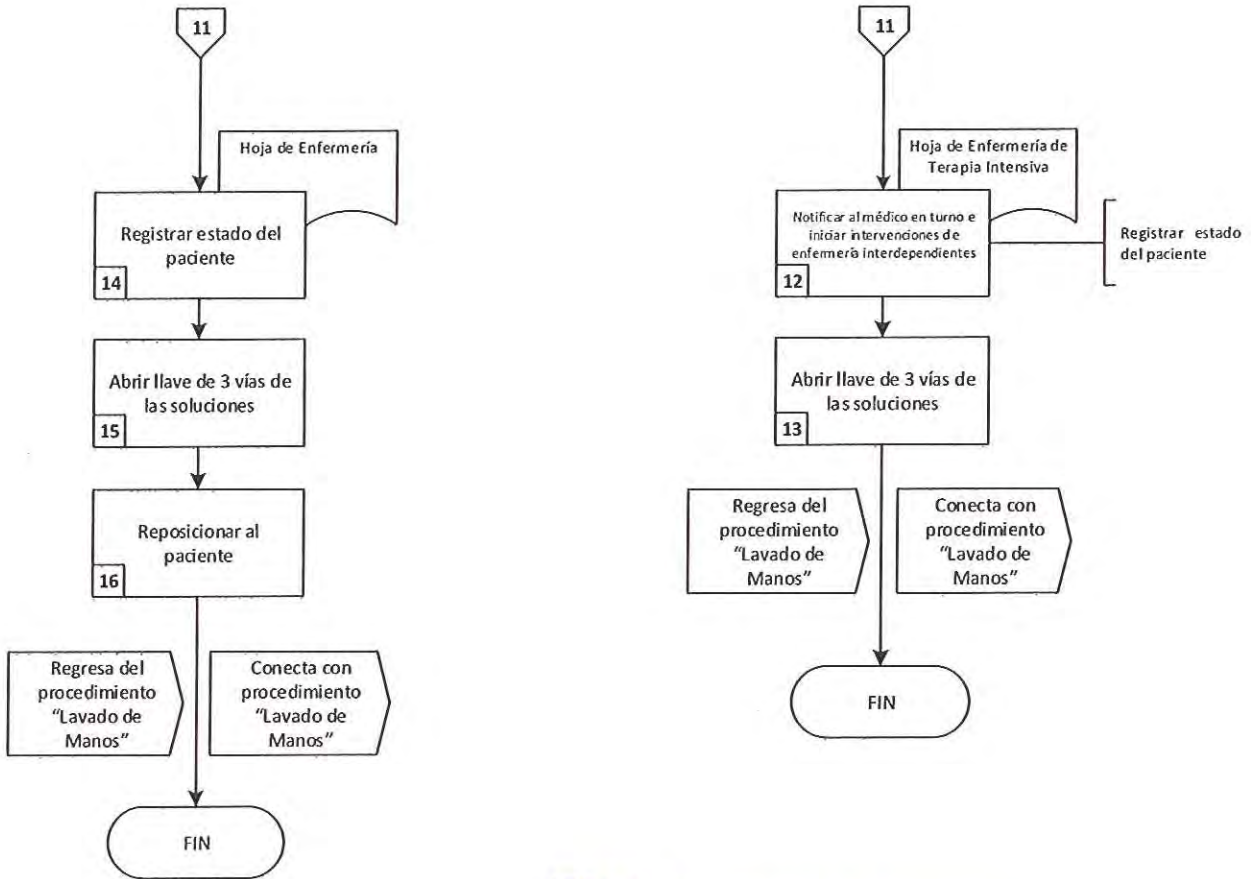 11
Hoja de Enfermería
Registrar estado del
paciente
14
Abrir llave de 3 vías de
las soluciones
15
Reposicionar al
paciente
16
Regresa del
procedimiento
"Lavado de
Manos"
Conecta con
procedimiento
"Lavado de
Manos"
FIN
11
Hoja de Enfermería de
Terapia Intensiva
Notificar al médico en turno e
iniciar intervenciones de
enfermería interdependientes
12
Registrar estado
del paciente
Abrir llave de 3 vías de
las soluciones
13
Regresa del
procedimiento
"Lavado de
Manos"
Conecta con
procedimiento
"Lavado de
Manos"
FIN